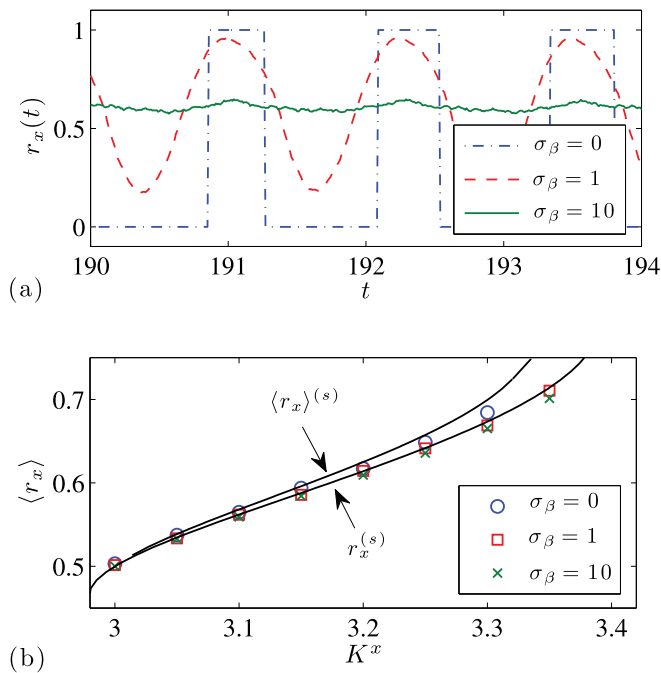 1
0.5
0
r_x(t)
σ_β = 0
σ_β = 1
σ_β = 10
190
191
192
193
194
t
(a)
0.7
0.6
0.5
⟨r_x⟩
⟨r_x⟩^(s)
r_x^(s)
σ_β = 0
σ_β = 1
σ_β = 10
3
3.1
3.2
3.3
3.4
K^x
(b)